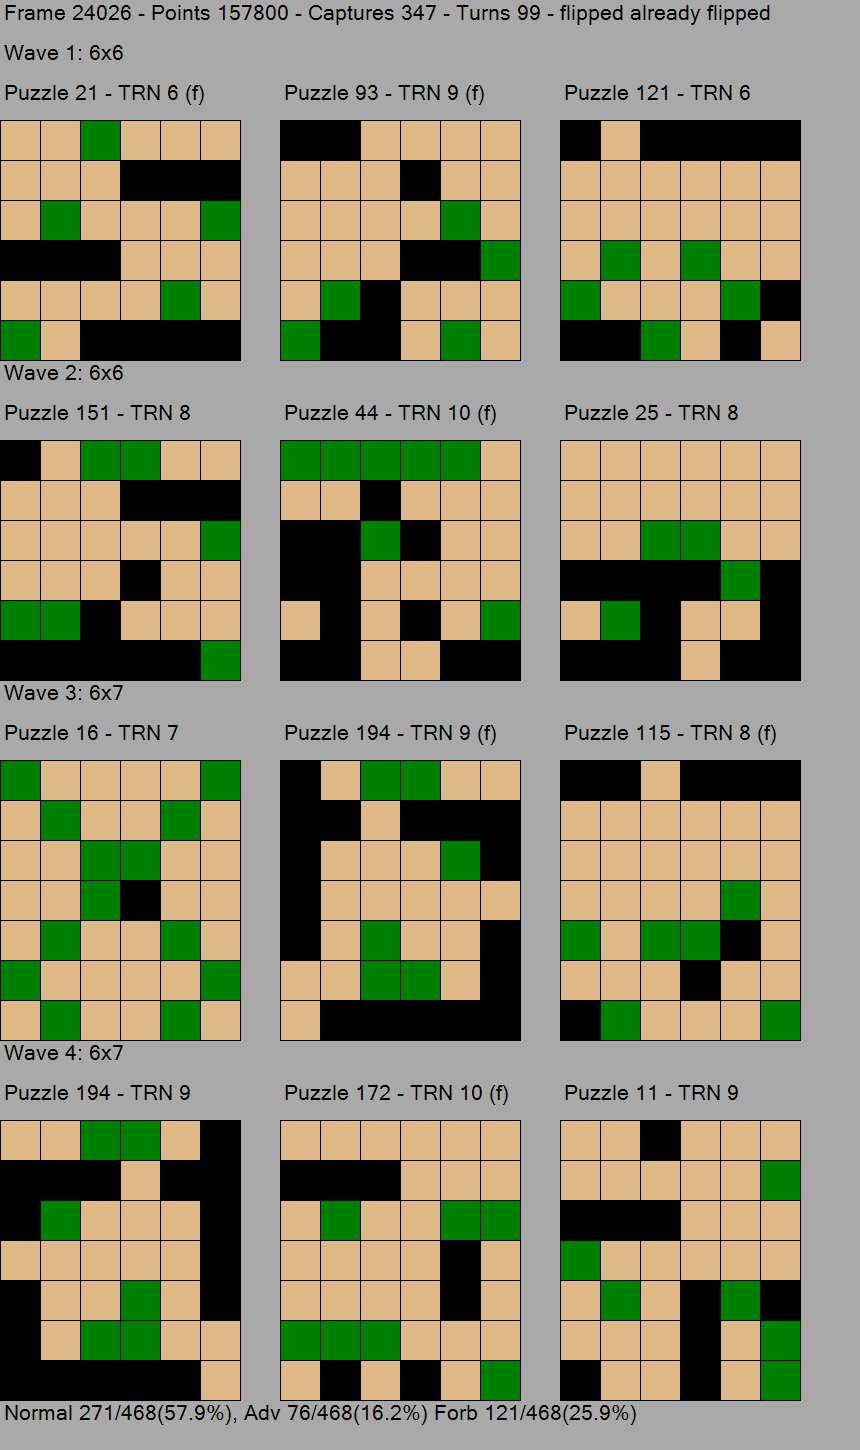 Frame 24026 - Points 157800 - Captures 347 - Turns 99 - flipped already flipped
Wave 1: 6x6
Puzzle 21 - TRN 6 (f) Puzzle 93 - TRN 9 (f) Puzzle 121 - TRN 6
Wave 2: 6x6
Puzzle 151 - TRN 8 Puzzle 44 - TRN 10 (f) Puzzle 25 - TRN 8
Wave 3: 6x7
Puzzle 16 - TRN 7 Puzzle 194 - TRN 9 (f) Puzzle 115 - TRN 8 (f)
Wave 4: 6x7
Puzzle 194 - TRN 9 Puzzle 172 - TRN 10 (f) Puzzle 11 - TRN 9
Normal 271/468(57.9%), Adv 76/468(16.2%) Forb 121/468(25.9%)